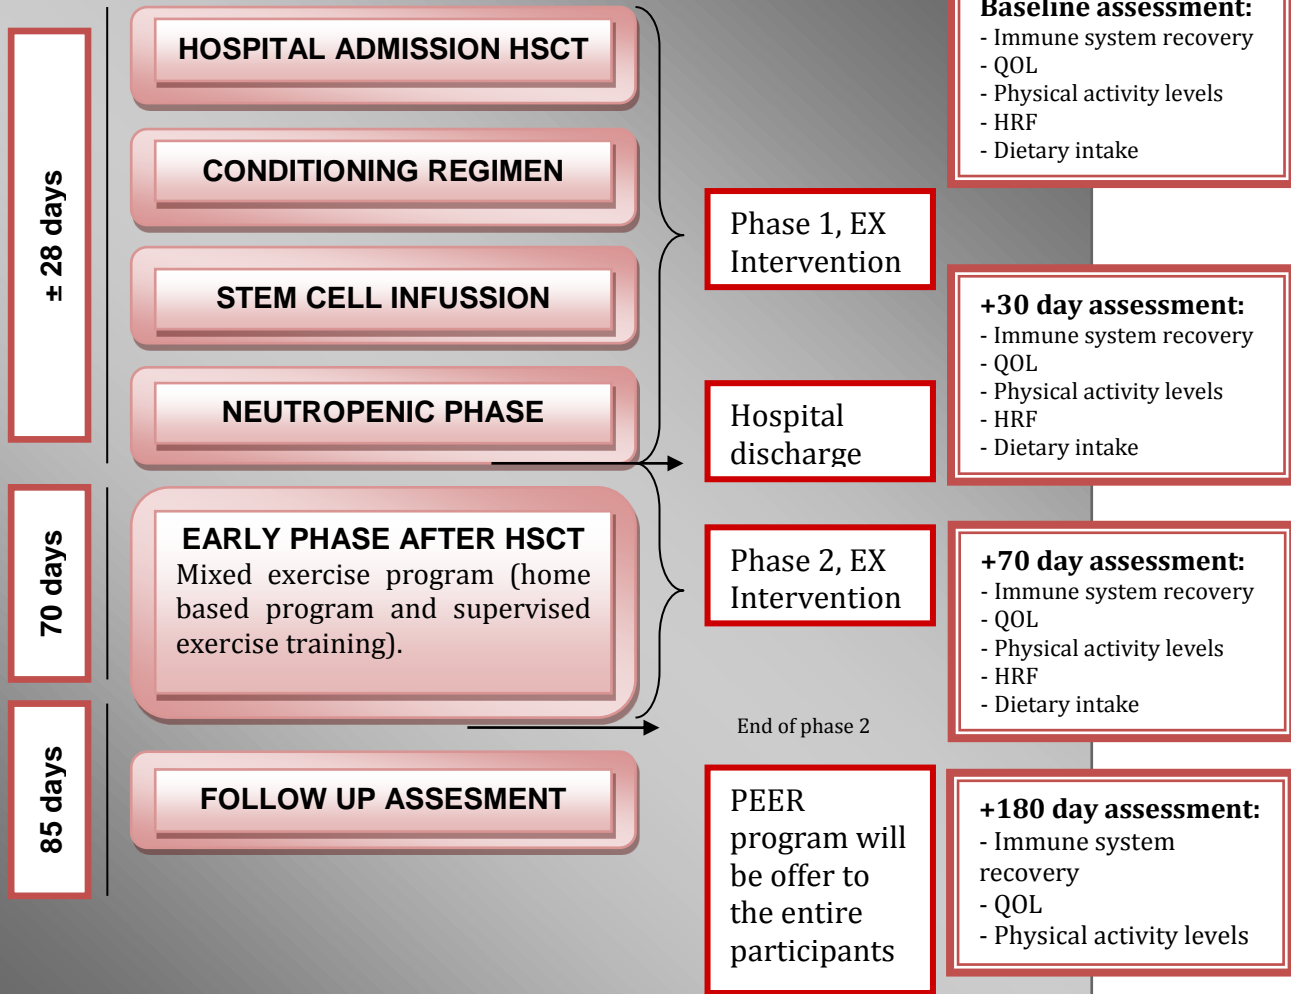 ± 28 days
HOSPITAL ADMISSION HSCT
CONDITIONING REGIMEN
STEM CELL INFUSSION
NEUTROPENIC PHASE
70 days
EARLY PHASE AFTER HSCT
Mixed exercise program (home
based program and supervised
exercise training).
85 days
FOLLOW UP ASSESMENT
Phase 1, EX
Intervention
Hospital
discharge
Phase 2, EX
Intervention
End of phase 2
PEER
program will
be offer to
the entire
participants
Baseline assessment:
- Immune system recovery
- QOL
- Physical activity levels
- HRF
- Dietary intake
+30 day assessment:
- Immune system recovery
- QOL
- Physical activity levels
- HRF
- Dietary intake
+70 day assessment:
- Immune system recovery
- QOL
- Physical activity levels
- HRF
- Dietary intake
+180 day assessment:
- Immune system
recovery
- QOL
- Physical activity levels